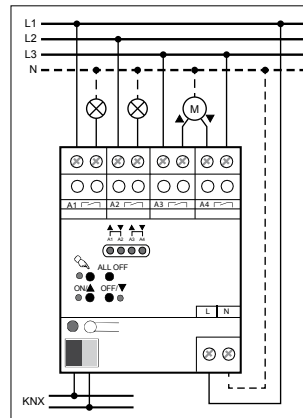 L1
L2
L3
N
M
A1 A2 A3 A4
A1 A2 A3 A4
ALL OFF
ON/▲ OFF/▼
L N
KNX